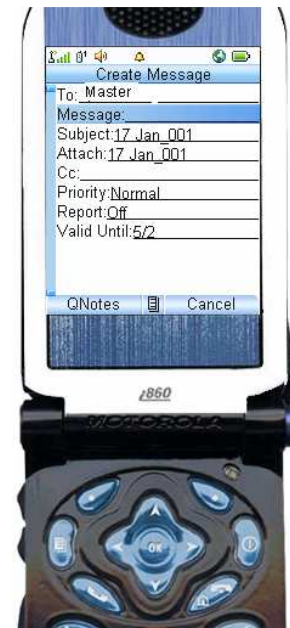 Create Message
To: Master
Message:
Subject:17 Jan_001
Attach:17 Jan_001
Cc:
Priority:Normal
Report:Off
Valid Until:5/2
QNotes Cancel
i860
MOTOROLA
OK